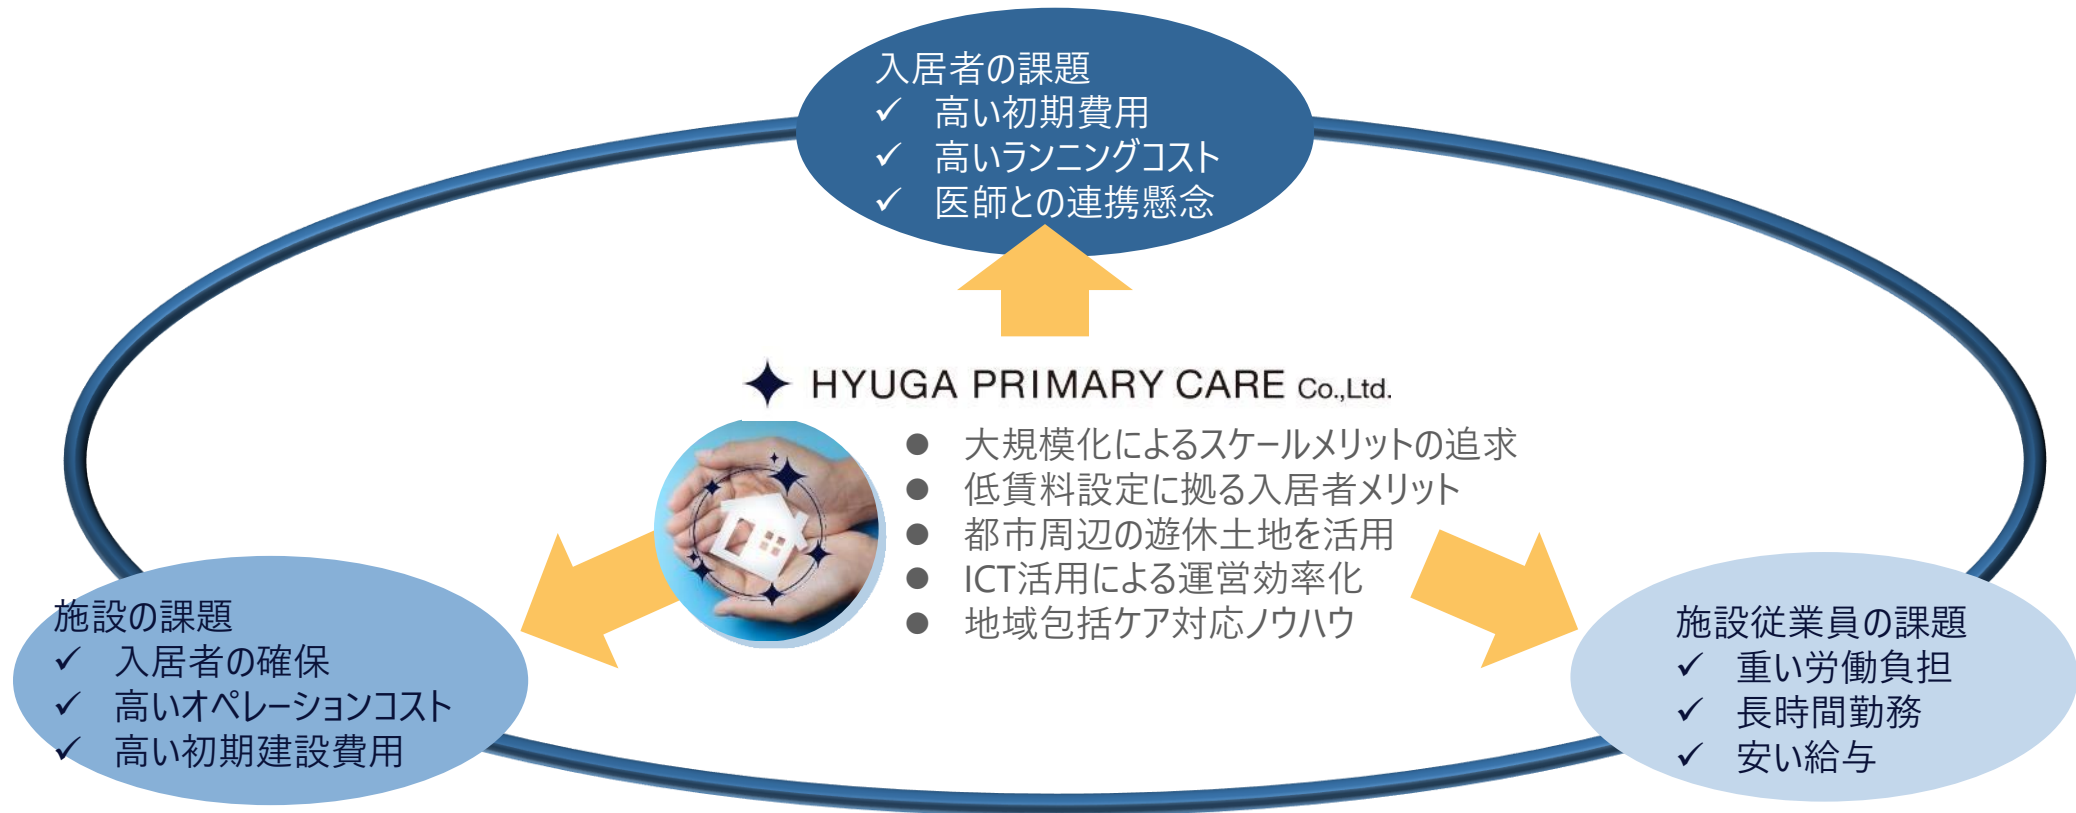 入居者の課題
✓ 高い初期費用
✓ 高いランニングコスト
✓ 医師との連携懸念
HYUGA PRIMARY CARE Co.,Ltd.
● 大規模化によるスケールメリットの追求
● 低賃料設定に拠る入居者メリット
● 都市周辺の遊休土地を活用
● ICT活用による運営効率化
● 地域包括ケア対応ノウハウ
施設の課題
✓ 入居者の確保
✓ 高いオペレーションコスト
✓ 高い初期建設費用
施設従業員の課題
✓ 重い労働負担
✓ 長時間勤務
✓ 安い給与